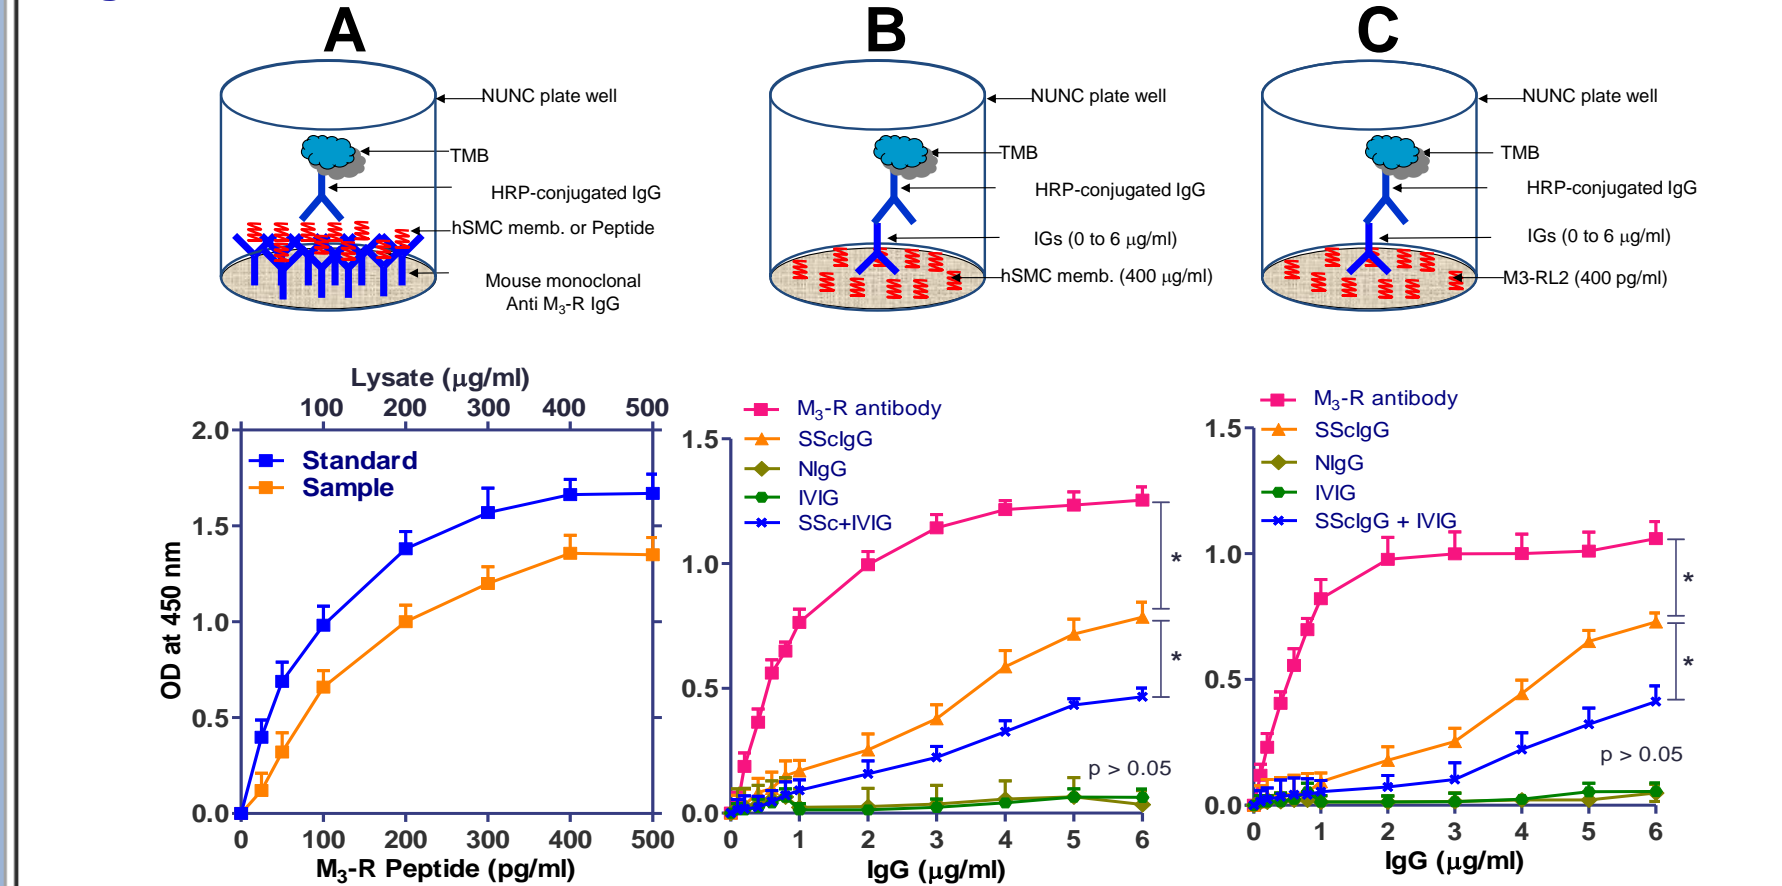 A
NUNC plate well
TMB
HRP-conjugated IgG
hSMC memb. or Peptide
Mouse monoclonal
Anti M₃-R IgG
B
NUNC plate well
TMB
HRP-conjugated IgG
IGs (0 to 6 µg/ml)
hSMC memb. (400 µg/ml)
C
NUNC plate well
TMB
HRP-conjugated IgG
IGs (0 to 6 µg/ml)
M3-RL2 (400 pg/ml)
Lysate (µg/ml)
100 200 300 400 500
2.0
1.5
1.0
0.5
0.0
OD at 450 nm
Standard
Sample
0 100 200 300 400 500
M₃-R Peptide (pg/ml)
M₃-R antibody
SSclgG
NIgG
IVIG
SSc+IVIG
1.5
1.0
0.5
0.0
*
*
p > 0.05
0 1 2 3 4 5 6
IgG (µg/ml)
M₃-R antibody
SSclgG
NIgG
IVIG
SSclgG + IVIG
1.5
1.0
0.5
0.0
*
*
p > 0.05
0 1 2 3 4 5 6
IgG (µg/ml)